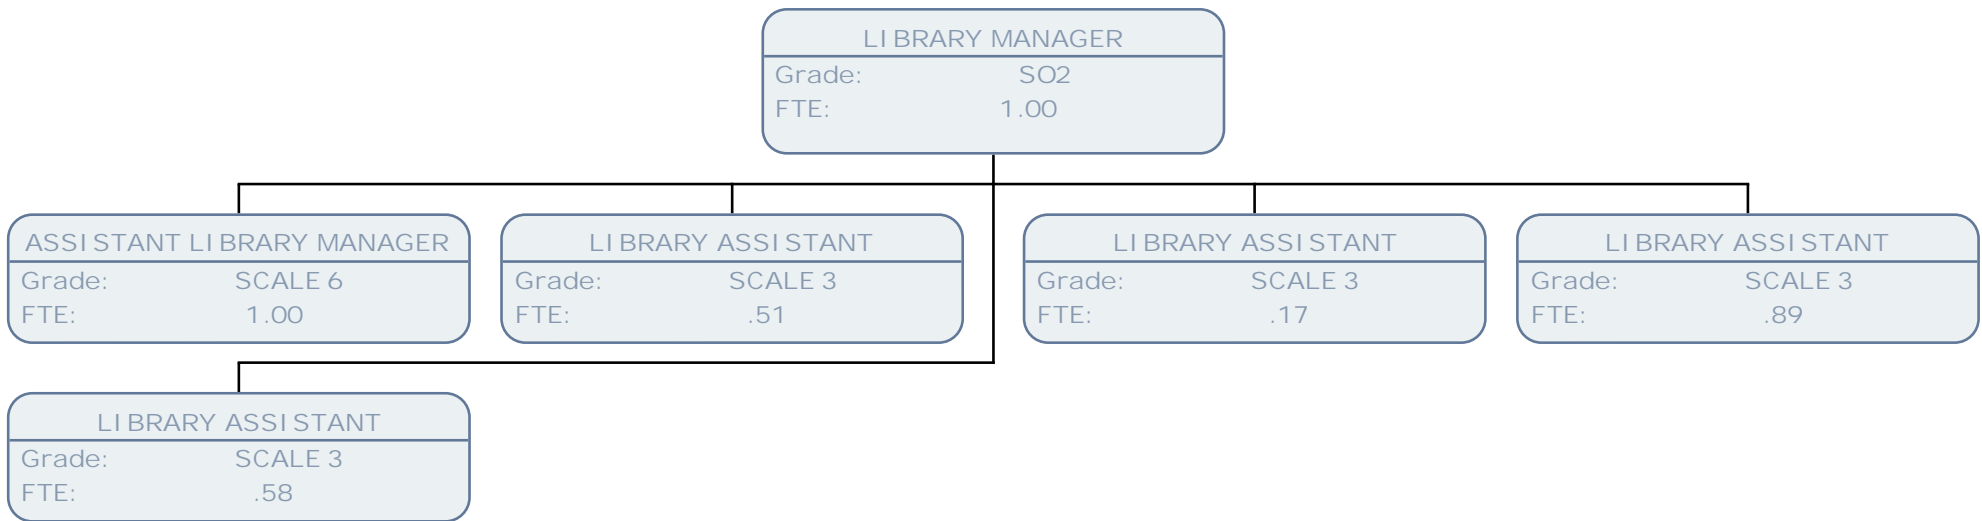 LIBRARY MANAGER
Grade: SO2
FTE: 1.00
ASSISTANT LIBRARY MANAGER
Grade: SCALE 6
FTE: 1.00
LIBRARY ASSISTANT
Grade: SCALE 3
FTE: .51
LIBRARY ASSISTANT
Grade: SCALE 3
FTE: .17
LIBRARY ASSISTANT
Grade: SCALE 3
FTE: .89
LIBRARY ASSISTANT
Grade: SCALE 3
FTE: .58